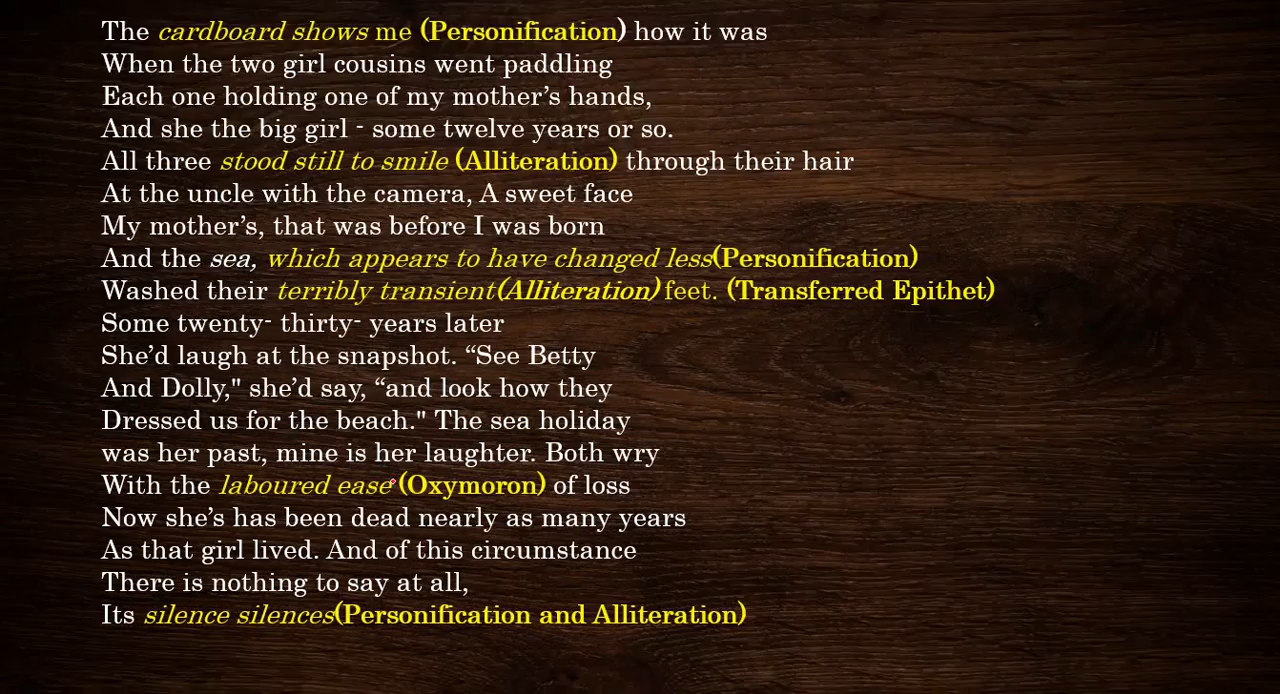 The cardboard shows me (Personification) how it was
When the two girl cousins went paddling
Each one holding one of my mother’s hands,
And she the big girl - some twelve years or so.
All three stood still to smile (Alliteration) through their hair
At the uncle with the camera, A sweet face
My mother’s, that was before I was born
And the sea, which appears to have changed less(Personification)
Washed their terribly transient(Alliteration) feet. (Transferred Epithet)
Some twenty- thirty- years later
She’d laugh at the snapshot. “See Betty
And Dolly," she’d say, “and look how they
Dressed us for the beach." The sea holiday
was her past, mine is her laughter. Both wry
With the laboured ease (Oxymoron) of loss
Now she’s has been dead nearly as many years
As that girl lived. And of this circumstance
There is nothing to say at all,
Its silence silences(Personification and Alliteration)